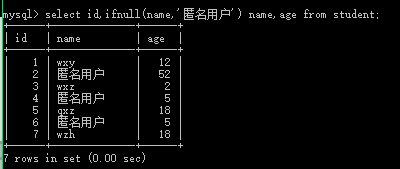 mysql> select id,ifnull(name,'匿名用户') name,age from student;
+----+----------+------+
| id | name | age |
+----+----------+------+
| 1 | wxy | 12 |
| 2 | 匿名用户 | 52 |
| 3 | wxz | 2 |
| 4 | 匿名用户 | 5 |
| 5 | qxz | 18 |
| 6 | 匿名用户 | 5 |
| 7 | wzh | 18 |
+----+----------+------+
7 rows in set (0.00 sec)